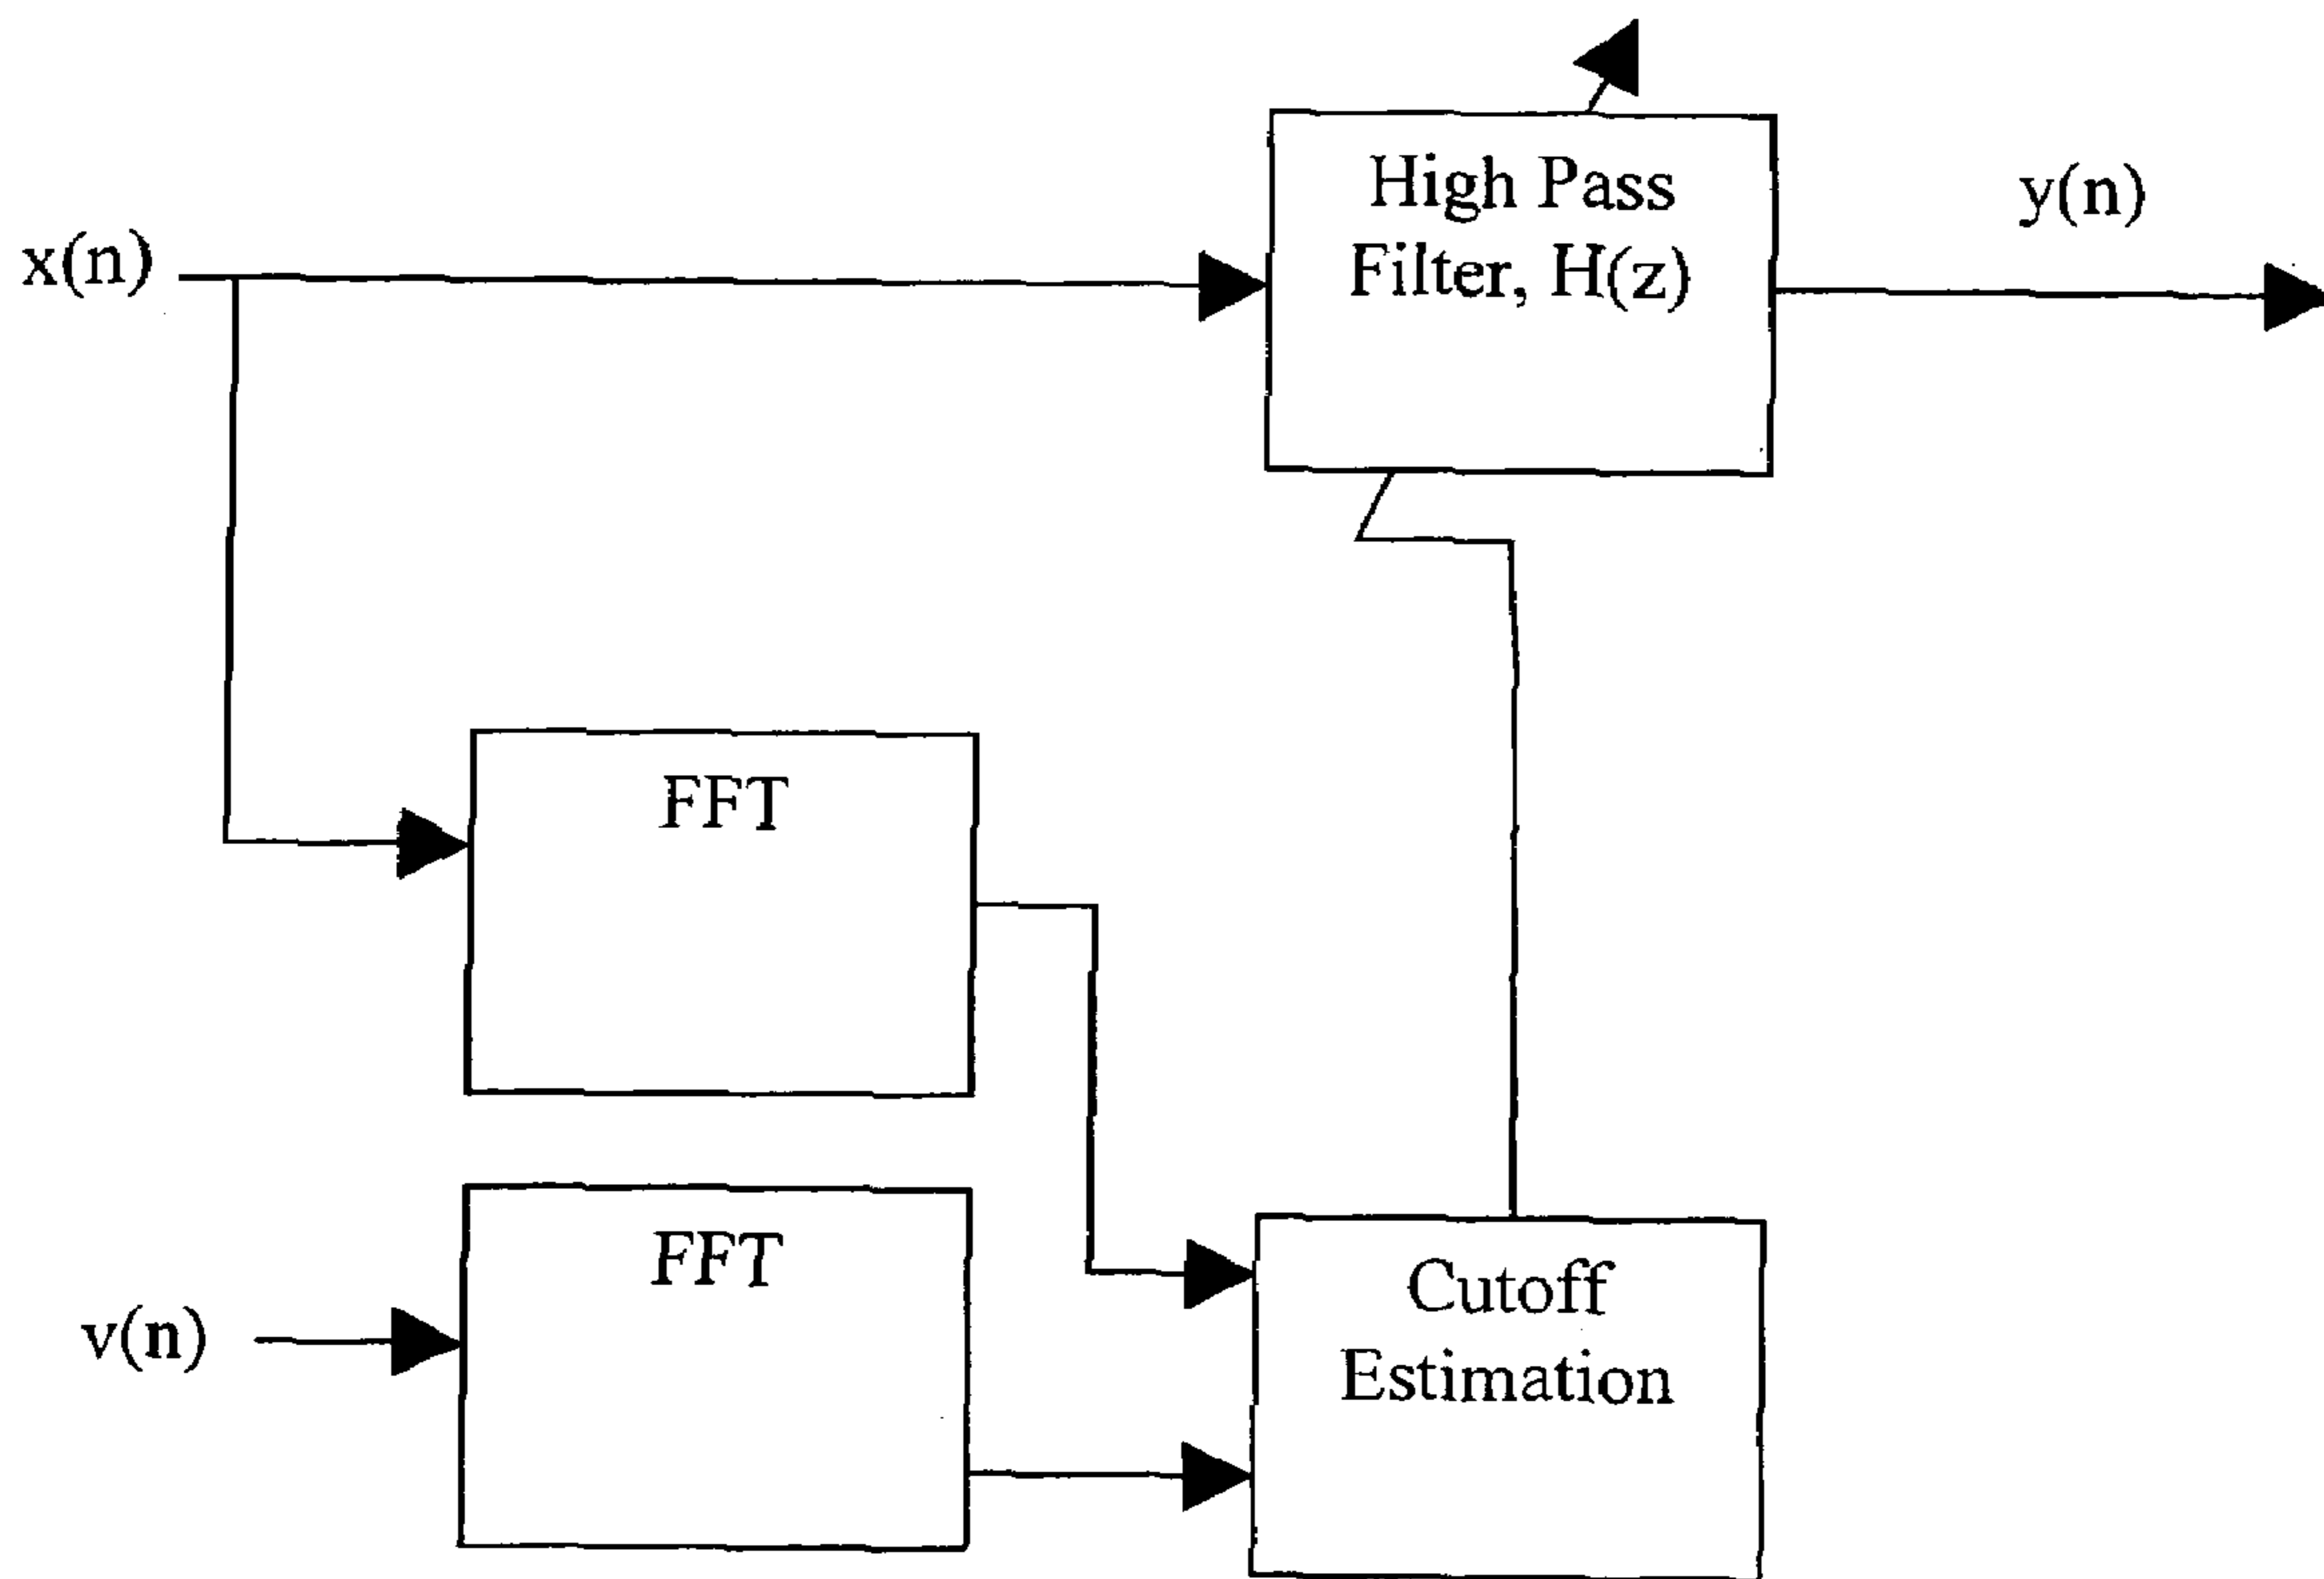 High Pass
Filter, H(z)
x(n)
y(n)
FFT
FFT
v(n)
Cutoff
Estimation